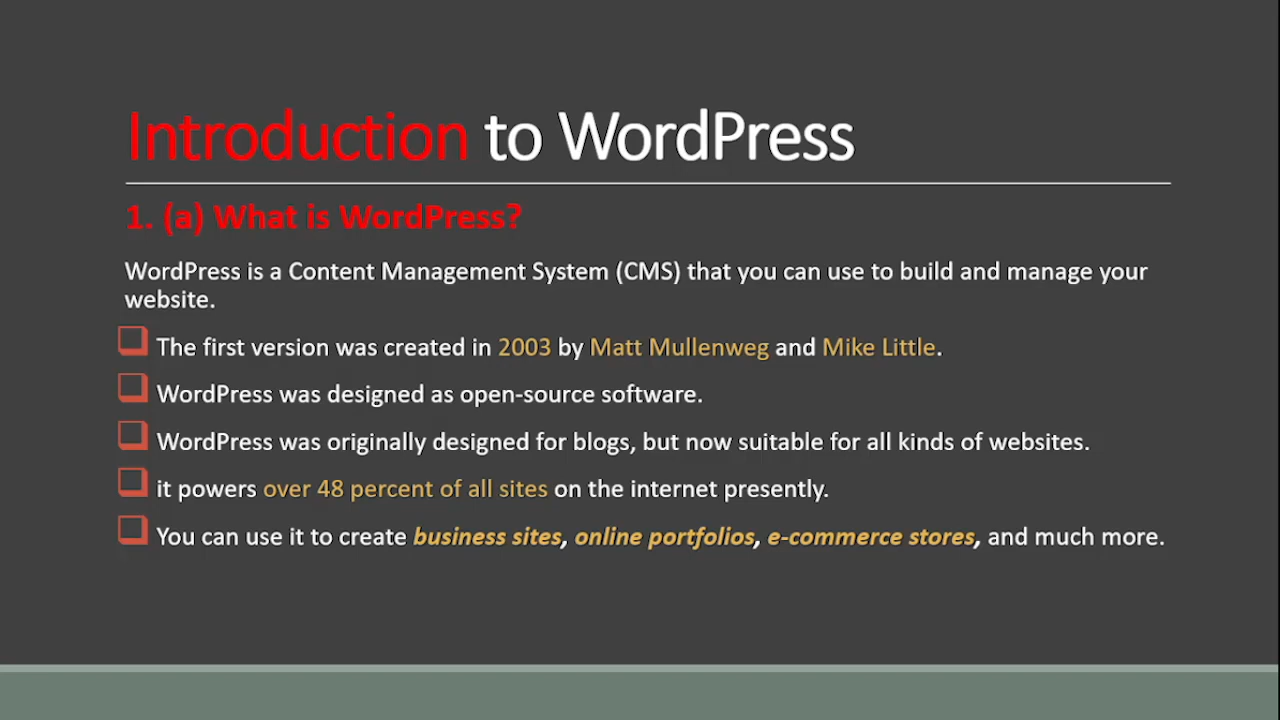 Introduction to WordPress
1. (a) What is WordPress?
WordPress is a Content Management System (CMS) that you can use to build and manage your
website.
The first version was created in 2003 by Matt Mullenweg and Mike Little.
WordPress was designed as open-source software.
WordPress was originally designed for blogs, but now suitable for all kinds of websites.
it powers over 48 percent of all sites on the internet presently.
You can use it to create business sites, online portfolios, e-commerce stores, and much more.